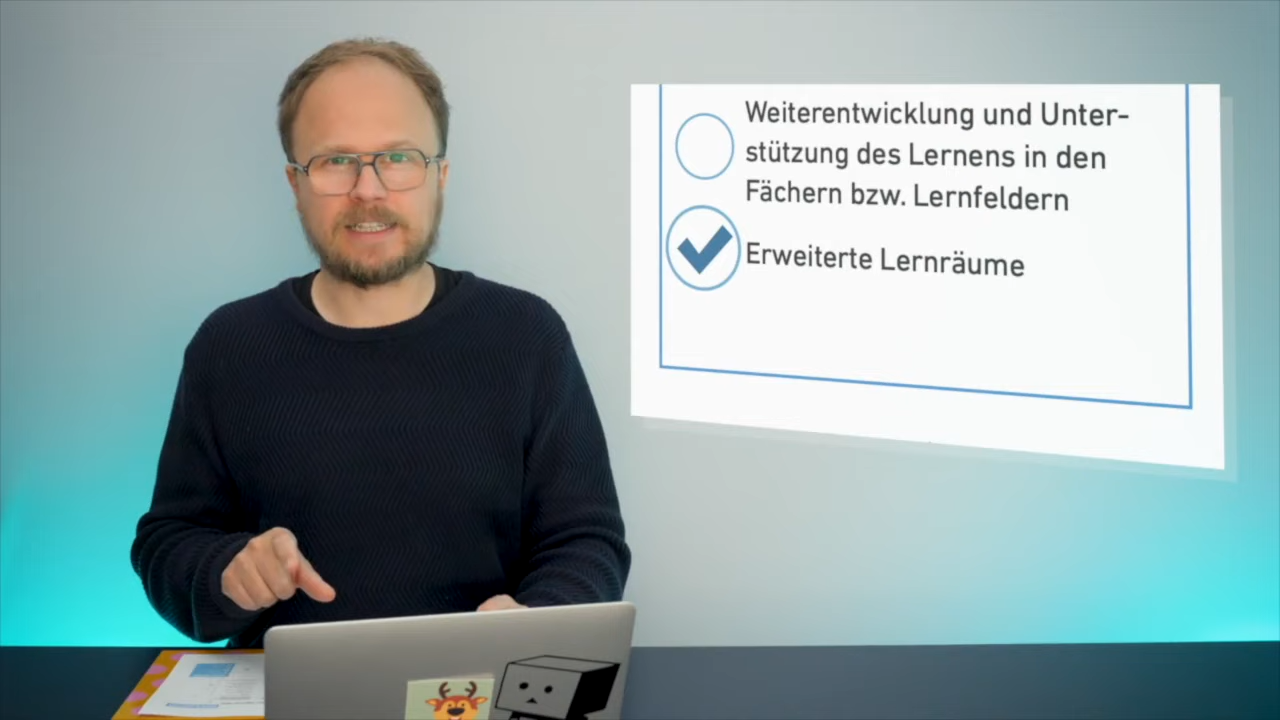 Weiterentwicklung und Unter-
stützung des Lernens in den
Fächern bzw. Lernfeldern
Erweiterte Lernräume